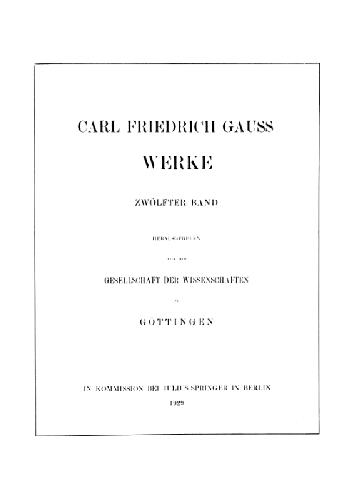 CARL FRIEDRICH GAUSS
WERKE
ZWÖLFTER BAND
HERAUSGEGEBEN
VON DER
GESELLSCHAFT DER WISSENSCHAFTEN
ZU
GÖTTINGEN
IN KOMMISSION BEI JULIUS SPRINGER IN BERLIN
1929